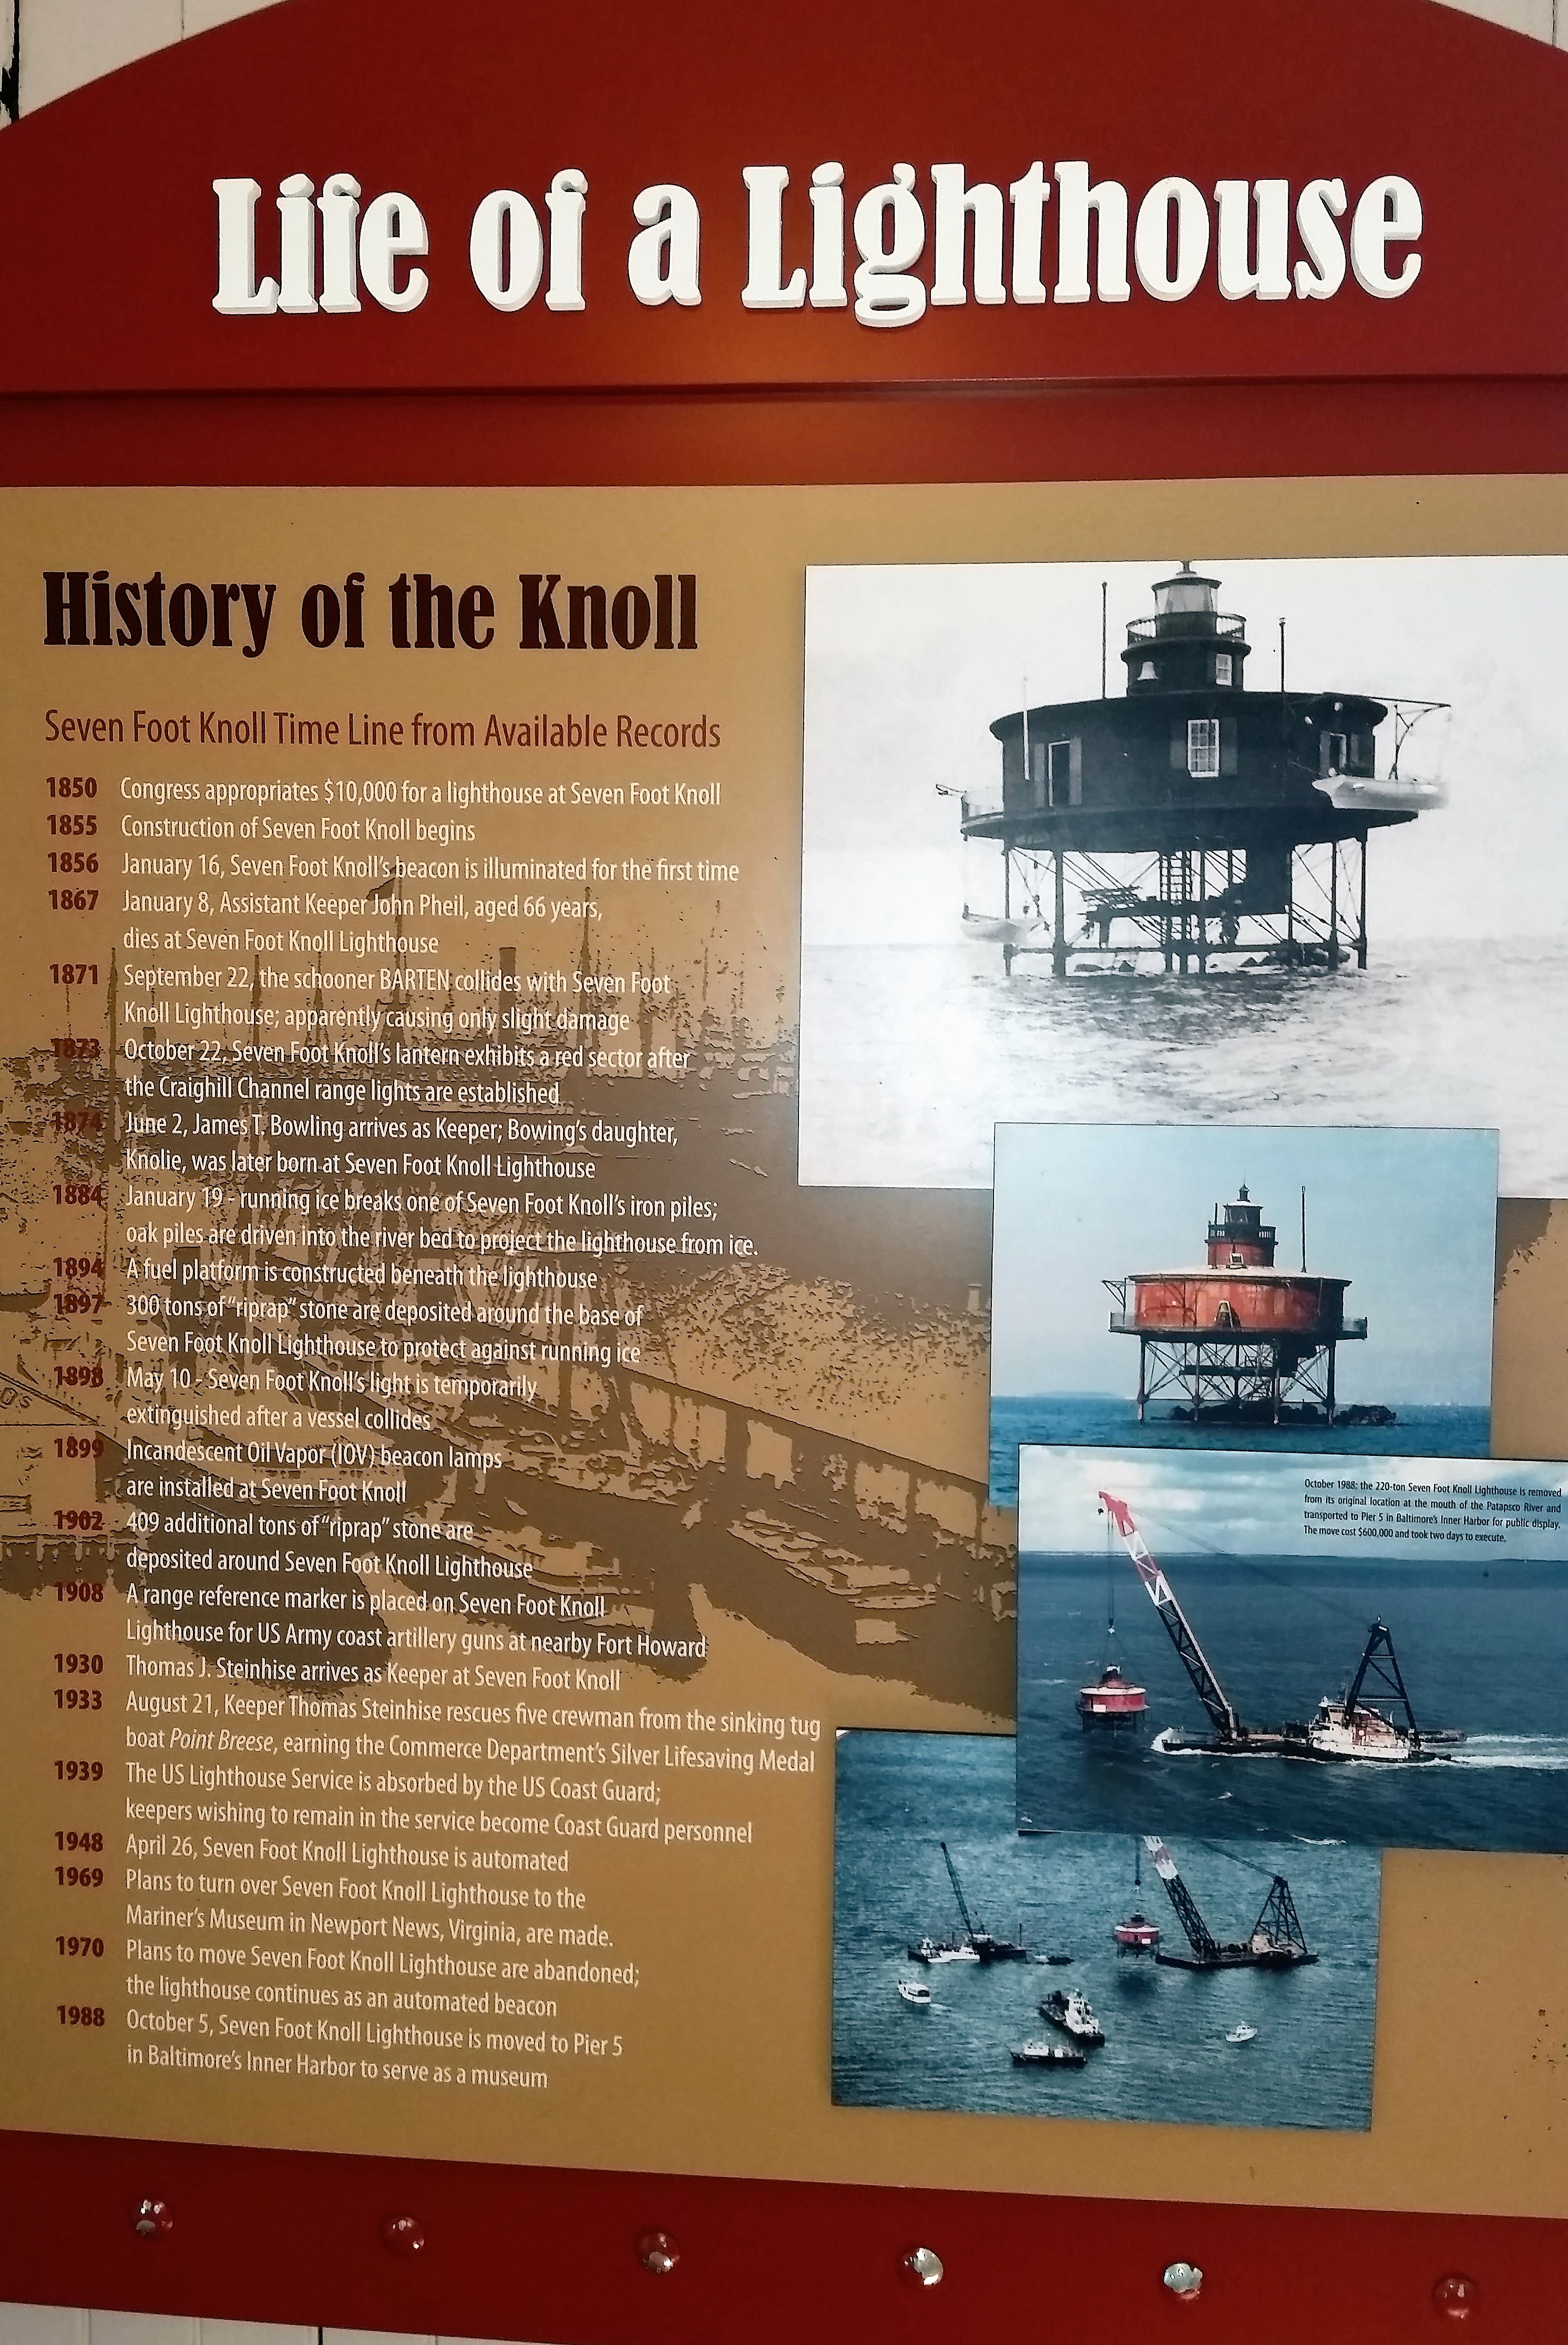 Life of a Lighthouse
History of the Knoll
Seven Foot Knoll Time Line from Available Records
1850 Congress appropriates $10,000 for a lighthouse at Seven Foot Knoll
1855 Construction of Seven Foot Knoll begins
1856 January 16, Seven Foot Knoll's beacon is illuminated for the first time
1867 January 8, Assistant Keeper John Pheil, aged 66 years,
dies at Seven Foot Knoll Lighthouse
1871 September 22, the schooner BARTEN collides with Seven Foot
Knoll Lighthouse; apparently causing only slight damage
1873 October 22, Seven Foot Knoll's lantern exhibits a red sector after
the Craighill Channel range lights are established
1874 June 2, James T. Bowling arrives as Keeper; Bowing's daughter,
Knolie, was later born at Seven Foot Knoll Lighthouse
1884 January 19 - running ice breaks one of Seven Foot Knoll's iron piles;
oak piles are driven into the river bed to project the lighthouse from ice.
1894 A fuel platform is constructed beneath the lighthouse
1897 300 tons of "riprap" stone are deposited around the base of
Seven Foot Knoll Lighthouse to protect against running ice
1898 May 10 - Seven Foot Knoll's light is temporarily
extinguished after a vessel collides
1899 Incandescent Oil Vapor (IOV) beacon lamps
are installed at Seven Foot Knoll
1902 409 additional tons of "riprap" stone are
deposited around Seven Foot Knoll Lighthouse
1908 A range reference marker is placed on Seven Foot Knoll
Lighthouse for US Army coast artillery guns at nearby Fort Howard
1930 Thomas J. Steinhise arrives as Keeper at Seven Foot Knoll
1933 August 21, Keeper Thomas Steinhise rescues five crewman from the sinking tug
boat Point Breese, earning the Commerce Department's Silver Lifesaving Medal
1939 The US Lighthouse Service is absorbed by the US Coast Guard;
keepers wishing to remain in the service become Coast Guard personnel
1948 April 26, Seven Foot Knoll Lighthouse is automated
1969 Plans to turn over Seven Foot Knoll Lighthouse to the
Mariner's Museum in Newport News, Virginia, are made.
1970 Plans to move Seven Foot Knoll Lighthouse are abandoned;
the lighthouse continues as an automated beacon
1988 October 5, Seven Foot Knoll Lighthouse is moved to Pier 5
in Baltimore's Inner Harbor to serve as a museum
October 1988: the 220-ton Seven Foot Knoll Lighthouse is removed
from its original location at the mouth of the Patapsco River and
transported to Pier 5 in Baltimore's Inner Harbor for public display.
The move cost $600,000 and took two days to execute.